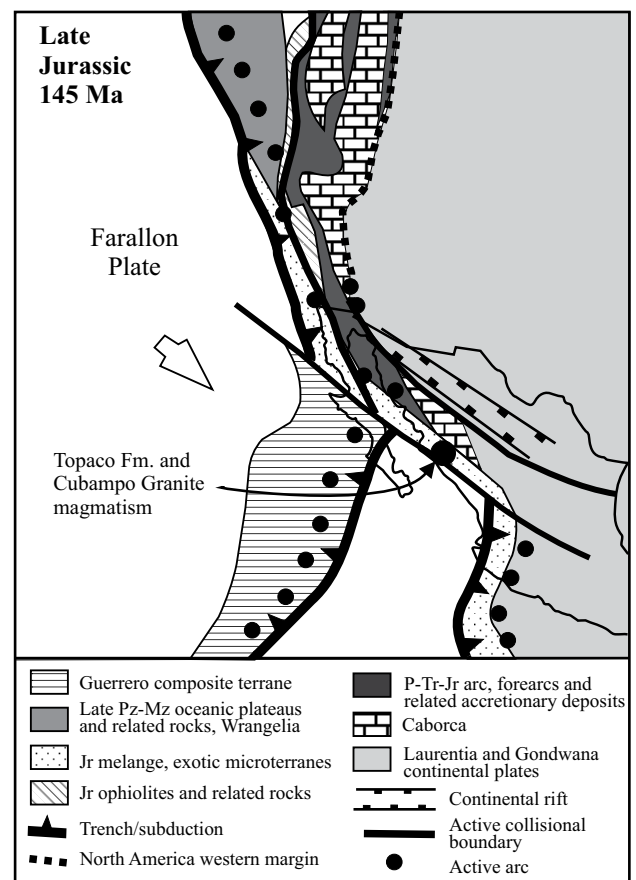 Late
Jurassic
145 Ma
Farallon
Plate
Topaco Fm. and
Cubampo Granite
magmatism
Guerrero composite terrane
Late Pz-Mz oceanic plateaus
and related rocks, Wrangelia
Jr melange, exotic microterranes
Jr ophiolites and related rocks
Trench/subduction
North America western margin
P-Tr-Jr arc, forearcs and
related accretionary deposits
Caborca
Laurentia and Gondwana
continental plates
Continental rift
Active collisional
boundary
Active arc